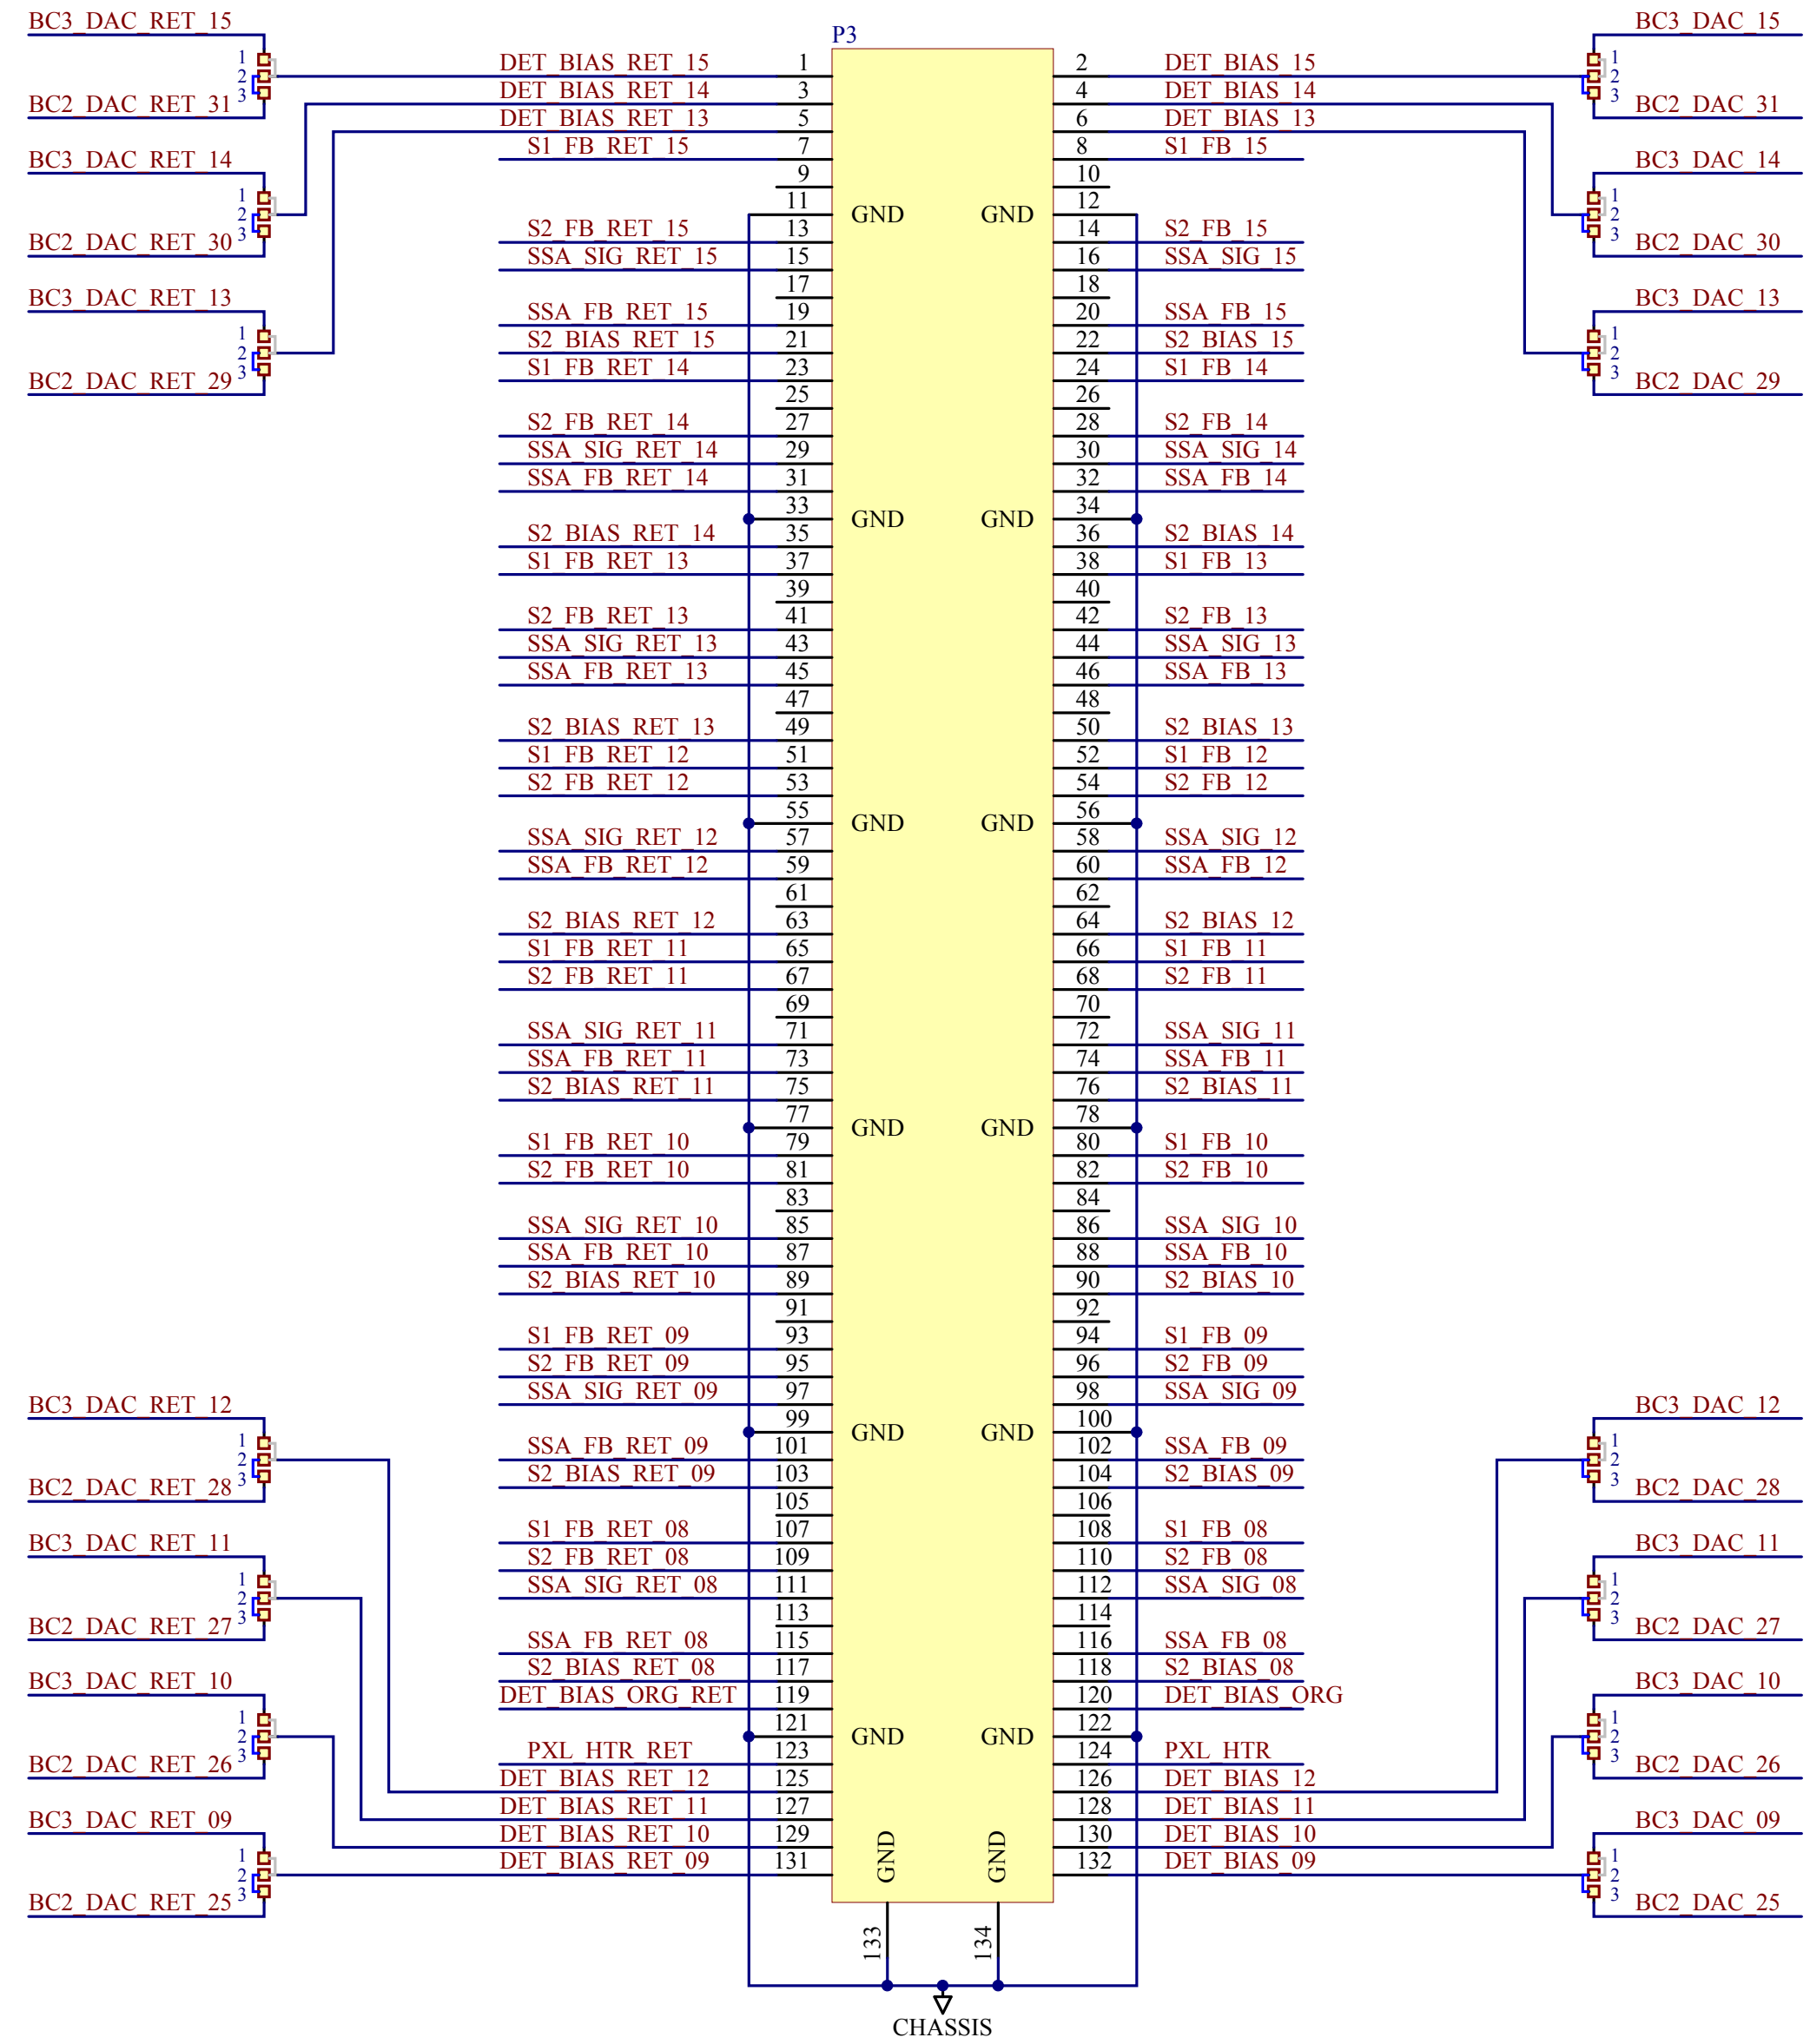 P3
BC3_DAC_RET_15
1
2
3
BC2_DAC_RET_31
BC3_DAC_RET_14
1
2
3
BC2_DAC_RET_30
BC3_DAC_RET_13
1
2
3
BC2_DAC_RET_29
BC3_DAC_15
1
2
3
BC2_DAC_31
BC3_DAC_14
1
2
3
BC2_DAC_30
BC3_DAC_13
1
2
3
BC2_DAC_29
DET_BIAS_RET_15 1 2 DET_BIAS_15
DET_BIAS_RET_14 3 4 DET_BIAS_14
DET_BIAS_RET_13 5 6 DET_BIAS_13
S1_FB_RET_15 7 8 S1_FB_15
9 10
11 GND GND 12
S2_FB_RET_15 13 14 S2_FB_15
SSA_SIG_RET_15 15 16 SSA_SIG_15
17 18
SSA_FB_RET_15 19 20 SSA_FB_15
S2_BIAS_RET_15 21 22 S2_BIAS_15
S1_FB_RET_14 23 24 S1_FB_14
25 26
S2_FB_RET_14 27 28 S2_FB_14
SSA_SIG_RET_14 29 30 SSA_SIG_14
SSA_FB_RET_14 31 32 SSA_FB_14
33 GND GND 34
S2_BIAS_RET_14 35 36 S2_BIAS_14
S1_FB_RET_13 37 38 S1_FB_13
39 40
S2_FB_RET_13 41 42 S2_FB_13
SSA_SIG_RET_13 43 44 SSA_SIG_13
SSA_FB_RET_13 45 46 SSA_FB_13
47 48
S2_BIAS_RET_13 49 50 S2_BIAS_13
S1_FB_RET_12 51 52 S1_FB_12
S2_FB_RET_12 53 54 S2_FB_12
55 GND GND 56
SSA_SIG_RET_12 57 58 SSA_SIG_12
SSA_FB_RET_12 59 60 SSA_FB_12
61 62
S2_BIAS_RET_12 63 64 S2_BIAS_12
S1_FB_RET_11 65 66 S1_FB_11
S2_FB_RET_11 67 68 S2_FB_11
69 70
SSA_SIG_RET_11 71 72 SSA_SIG_11
SSA_FB_RET_11 73 74 SSA_FB_11
S2_BIAS_RET_11 75 76 S2_BIAS_11
77 GND GND 78
S1_FB_RET_10 79 80 S1_FB_10
S2_FB_RET_10 81 82 S2_FB_10
83 84
SSA_SIG_RET_10 85 86 SSA_SIG_10
SSA_FB_RET_10 87 88 SSA_FB_10
S2_BIAS_RET_10 89 90 S2_BIAS_10
91 92
S1_FB_RET_09 93 94 S1_FB_09
S2_FB_RET_09 95 96 S2_FB_09
SSA_SIG_RET_09 97 98 SSA_SIG_09
99 GND GND 100
SSA_FB_RET_09 101 102 SSA_FB_09
S2_BIAS_RET_09 103 104 S2_BIAS_09
105 106
S1_FB_RET_08 107 108 S1_FB_08
S2_FB_RET_08 109 110 S2_FB_08
SSA_SIG_RET_08 111 112 SSA_SIG_08
113 114
SSA_FB_RET_08 115 116 SSA_FB_08
S2_BIAS_RET_08 117 118 S2_BIAS_08
DET_BIAS_ORG_RET 119 120 DET_BIAS_ORG
121 GND GND 122
PXL_HTR_RET 123 124 PXL_HTR
DET_BIAS_RET_12 125 126 DET_BIAS_12
DET_BIAS_RET_11 127 128 DET_BIAS_11
DET_BIAS_RET_10 129 130 DET_BIAS_10
DET_BIAS_RET_09 131 132 DET_BIAS_09
GND GND
133 134
BC3_DAC_RET_12
1
2
3
BC2_DAC_RET_28
BC3_DAC_RET_11
1
2
3
BC2_DAC_RET_27
BC3_DAC_RET_10
1
2
3
BC2_DAC_RET_26
BC3_DAC_RET_09
1
2
3
BC2_DAC_RET_25
BC3_DAC_12
1
2
3
BC2_DAC_28
BC3_DAC_11
1
2
3
BC2_DAC_27
BC3_DAC_10
1
2
3
BC2_DAC_26
BC3_DAC_09
1
2
3
BC2_DAC_25
CHASSIS